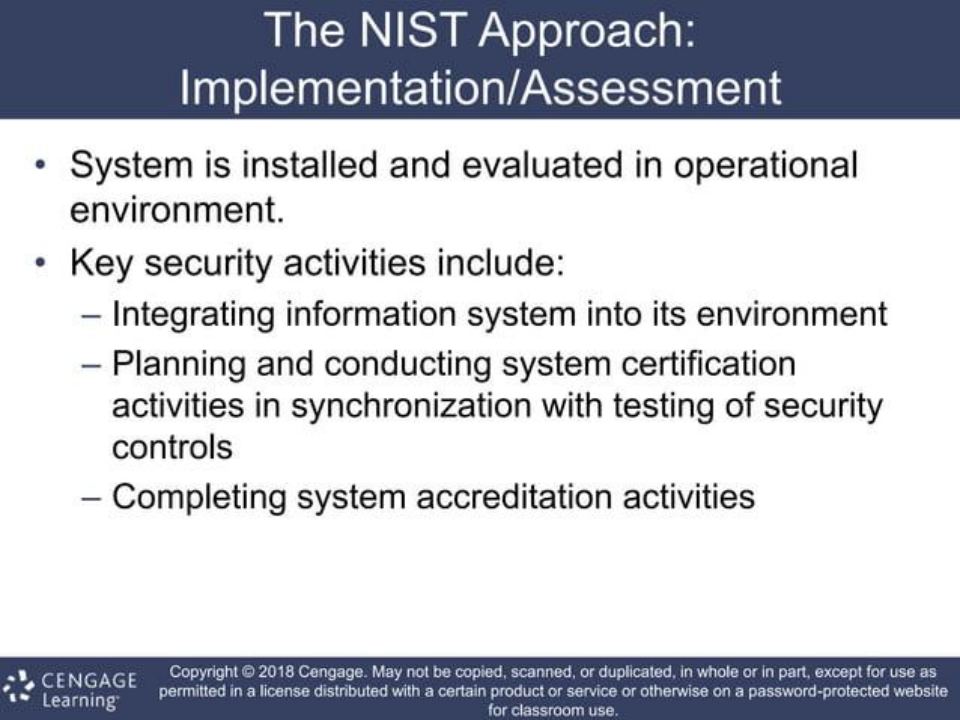 The NIST Approach:
Implementation/Assessment
• System is installed and evaluated in operational
environment.
• Key security activities include:
– Integrating information system into its environment
– Planning and conducting system certification
activities in synchronization with testing of security
controls
– Completing system accreditation activities
CENGAGE
Learning®
Copyright © 2018 Cengage. May not be copied, scanned, or duplicated, in whole or in part, except for use as
permitted in a license distributed with a certain product or service or otherwise on a password-protected website
for classroom use.